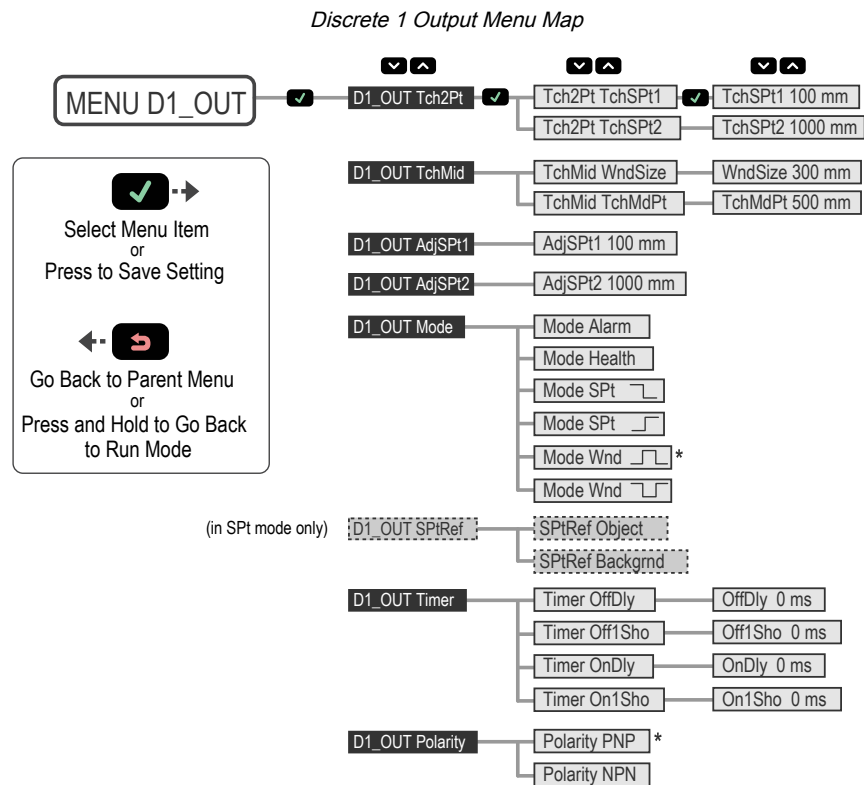 Discrete 1 Output Menu Map
MENU D1_OUT
D1_OUT Tch2Pt
Tch2Pt TchSPt1
TchSPt1 100 mm
Tch2Pt TchSPt2
TchSPt2 1000 mm
D1_OUT TchMid
TchMid WndSize
WndSize 300 mm
TchMid TchMdPt
TchMdPt 500 mm
Select Menu Item
or
Press to Save Setting
Go Back to Parent Menu
or
Press and Hold to Go Back
to Run Mode
D1_OUT AdjSPt1
AdjSPt1 100 mm
D1_OUT AdjSPt2
AdjSPt2 1000 mm
D1_OUT Mode
Mode Alarm
Mode Health
Mode SPt
Mode SPt
Mode Wnd *
Mode Wnd
(in SPt mode only)
D1_OUT SPtRef
SPtRef Object
SPtRef Backgrnd
D1_OUT Timer
Timer OffDly
OffDly 0 ms
Timer Off1Sho
Off1Sho 0 ms
Timer OnDly
OnDly 0 ms
Timer On1Sho
On1Sho 0 ms
D1_OUT Polarity
Polarity PNP *
Polarity NPN